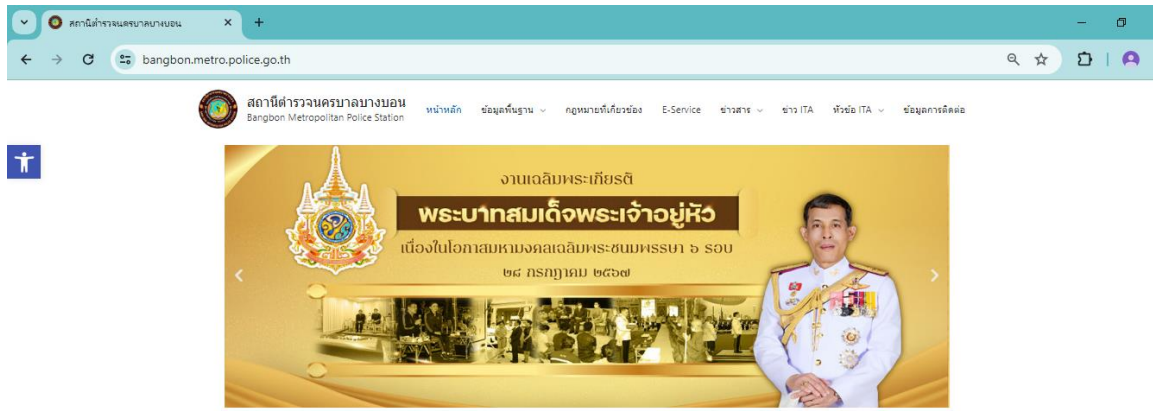 สถานีตำรวจนครบาลบางบอน
bangbon.metro.police.go.th
สถานีตำรวจนครบาลบางบอน
Bangbon Metropolitan Police Station
หน้าหลัก ข้อมูลพื้นฐาน กฎหมายที่เกี่ยวข้อง E-Service ข่าวสาร ข่าว ITA หัวข้อ ITA ข้อมูลการติดต่อ
งานเฉลิมพระเกียรติ
พระบาทสมเด็จพระเจ้าอยู่หัว
เนื่องในโอกาสมหามงคลเฉลิมพระชนมพรรษา ๖ รอบ
๒๘ กรกฎาคม ๒๕๖๗